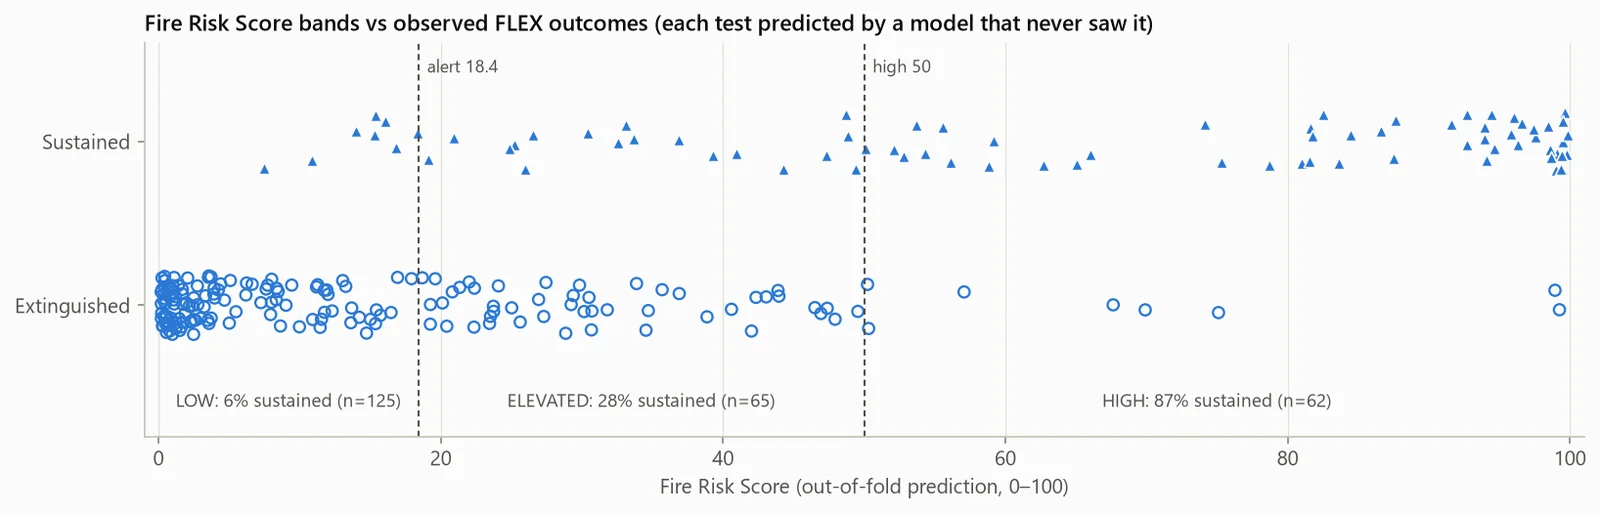 Fire Risk Score bands vs observed FLEX outcomes (each test predicted by a model that never saw it)
alert 18.4
high 50
Sustained
Extinguished
LOW: 6% sustained (n=125)
ELEVATED: 28% sustained (n=65)
HIGH: 87% sustained (n=62)
0
20
40
60
80
100
Fire Risk Score (out-of-fold prediction, 0–100)